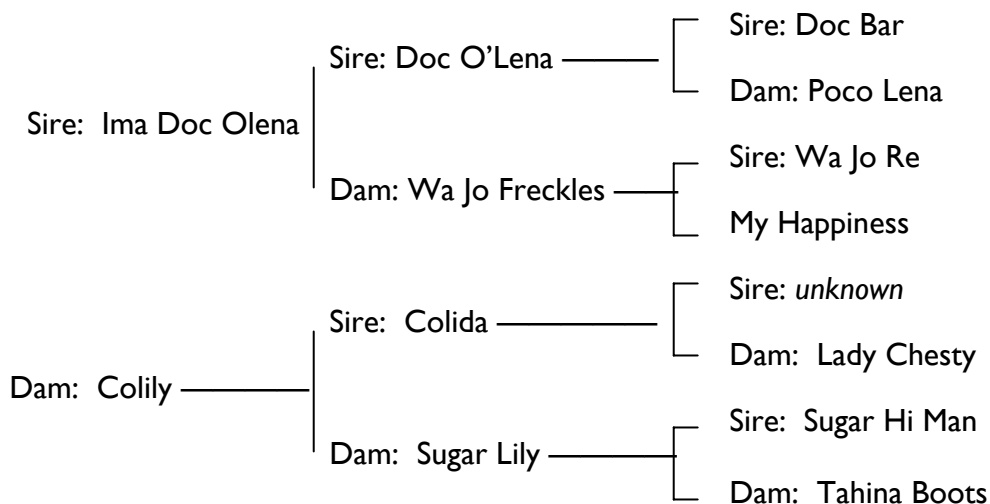 Sire: Doc Bar
Sire: Doc O’Lena
Dam: Poco Lena
Sire: Ima Doc Olena
Sire: Wa Jo Re
Dam: Wa Jo Freckles
My Happiness
Sire: unknown
Sire: Colida
Dam: Lady Chesty
Dam: Colily
Sire: Sugar Hi Man
Dam: Sugar Lily
Dam: Tahina Boots